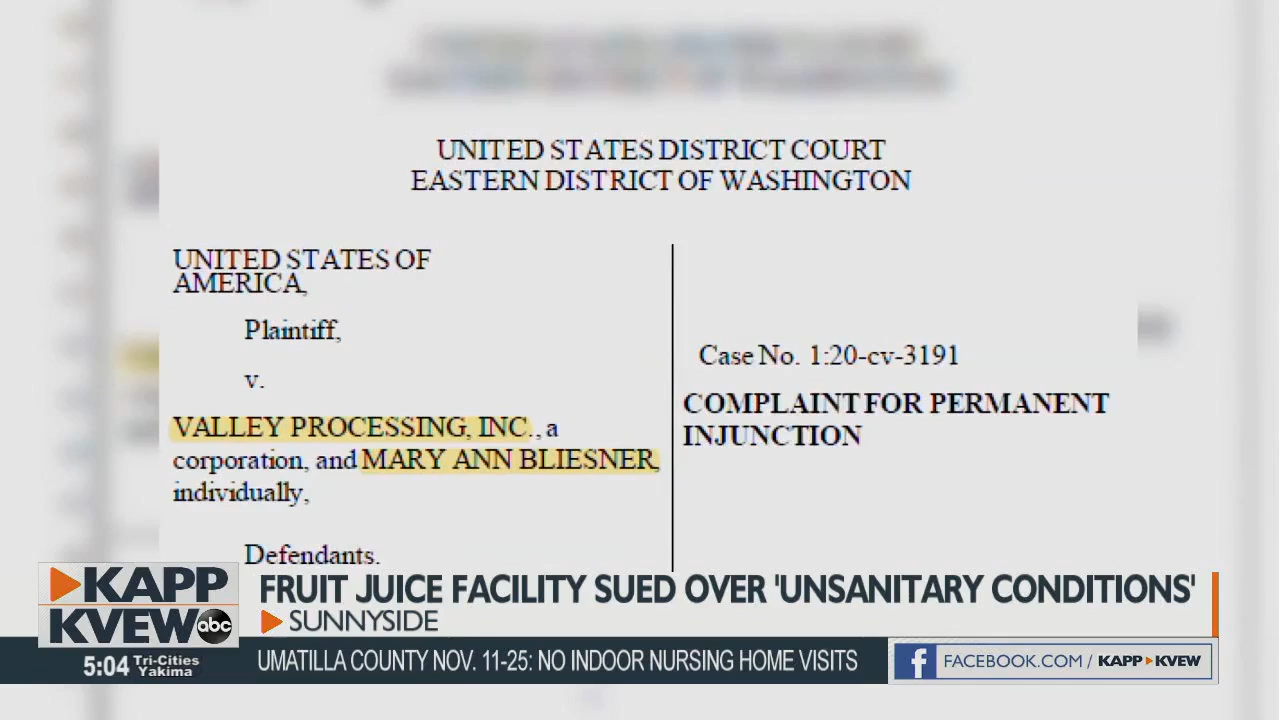 UNITED STATES DISTRICT COURT
EASTERN DISTRICT OF WASHINGTON
UNITED STATES OF
AMERICA,
Plaintiff,
v.
VALLEY PROCESSING, INC., a
corporation, and MARY ANN BLIESNER,
individually,
Defendants.
Case No. 1:20-cv-3191
COMPLAINT FOR PERMANENT
INJUNCTION
KAPP
KVEW abc
FRUIT JUICE FACILITY SUED OVER 'UNSANITARY CONDITIONS'
SUNNYSIDE
5:04 Tri-Cities
Yakima
UMATILLA COUNTY NOV. 11-25: NO INDOOR NURSING HOME VISITS
f FACEBOOK.COM / KAPP KVEW